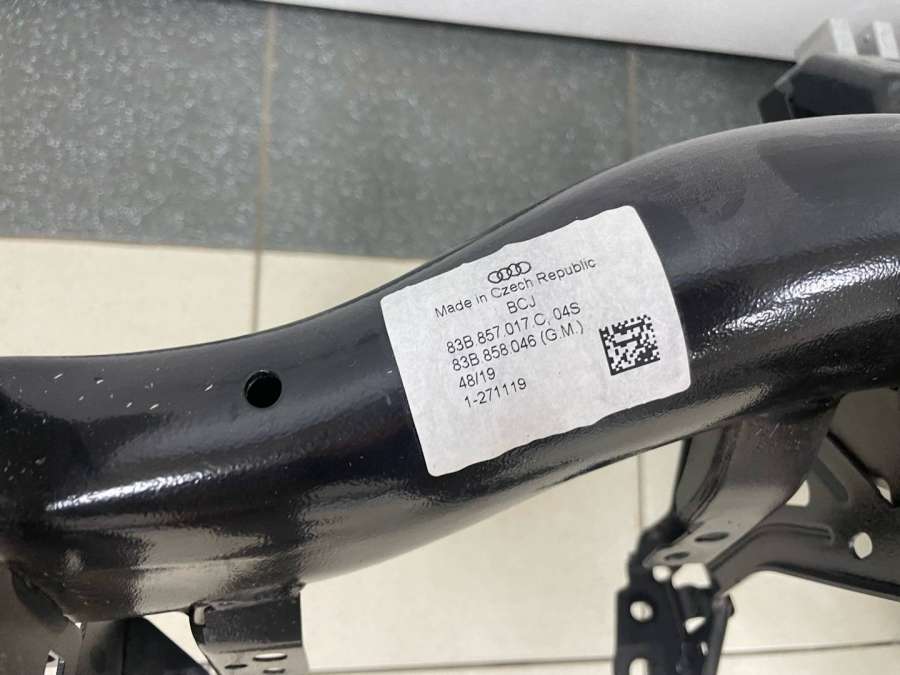 Made in Czech Republic
BCJ
83B.857.017.C, 04S
83B.858.046 (G.M.)
48/19
1-271119